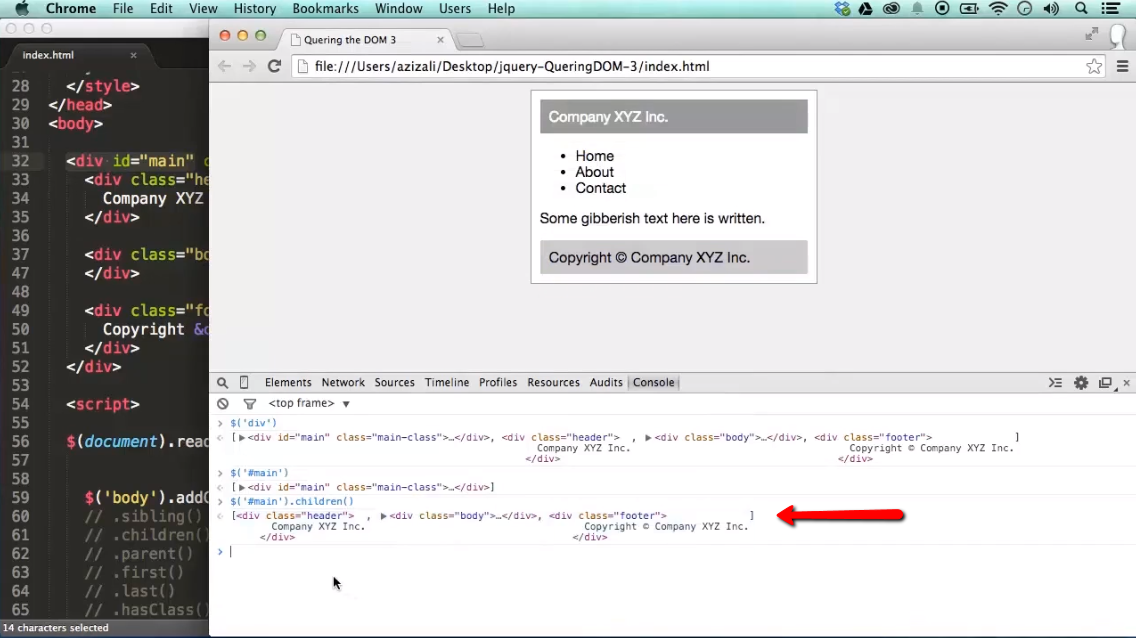 Chrome File Edit View History Bookmarks Window Users Help
index.html
28 </style>
29 </head>
30 <body>
31
32 <div id="main" c
33 <div class="he
34 Company XYZ
35 </div>
36
37 <div class="bo
47 </div>
48
49 <div class="fo
50 Copyright &c
51 </div>
52 </div>
53
54 <script>
55
56 $(document).read
57
58
59 $('body').addC
60 // .sibling()
61 // .children()
62 // .parent()
63 // .first()
64 // .last()
65 // .hasClass()
14 characters selected
Quering the DOM 3
file:///Users/azizali/Desktop/jquery-QueringDOM-3/index.html
Company XYZ Inc.
• Home
• About
• Contact
Some gibberish text here is written.
Copyright © Company XYZ Inc.
Elements Network Sources Timeline Profiles Resources Audits Console
<top frame> ▼
> $('div')
[▶<div id="main" class="main-class">…</div>, <div class="header> , ▶<div class="body">…</div>, <div class="footer"> ]
Company XYZ Inc. Copyright © Company XYZ Inc.
</div> </div>
> $('#main')
[▶<div id="main" class="main-class">…</div>]
> $('#main').children()
[<div class="header"> , ▶<div class="body">…</div>, <div class="footer"> ]
Company XYZ Inc. Copyright © Company XYZ Inc.
</div> </div>
>